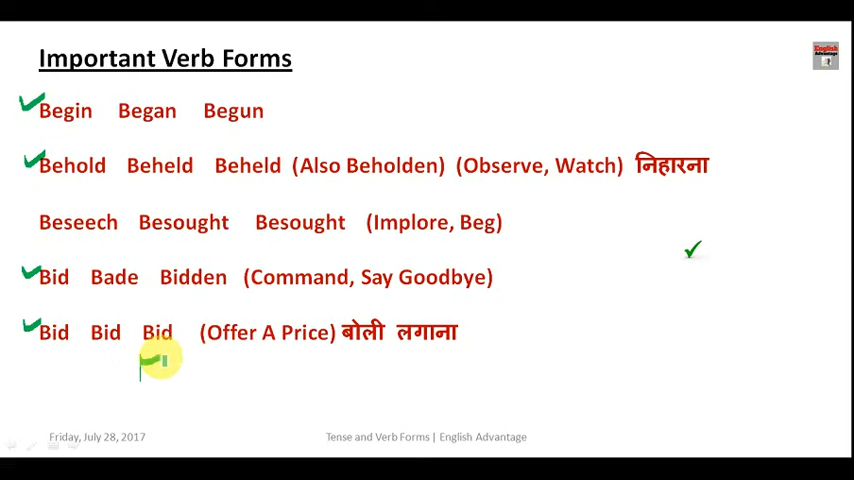 Important Verb Forms
English Advantage
Begin Began Begun
Behold Beheld Beheld (Also Beholden) (Observe, Watch) निहारना
Beseech Besought Besought (Implore, Beg)
Bid Bade Bidden (Command, Say Goodbye)
Bid Bid Bid (Offer A Price) बोली लगाना
Friday, July 28, 2017 Tense and Verb Forms | English Advantage